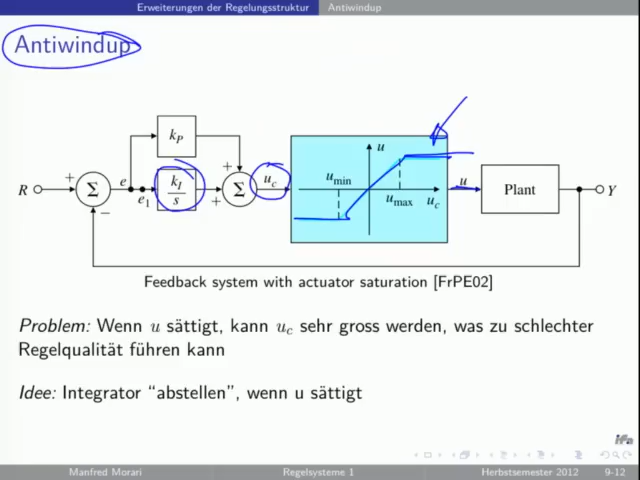 Erweiterungen der Regelungsstruktur Antiwindup
Antiwindup
k_P
u
R + Σ e e_1 k_I/s + + Σ u_c u_min u_max u_c u Plant Y
−
Feedback system with actuator saturation [FrPE02]
Problem: Wenn u sättigt, kann u_c sehr gross werden, was zu schlechter
Regelqualität führen kann
Idee: Integrator “abstellen”, wenn u sättigt
ifa
Manfred Morari Regelsysteme 1 Herbstsemester 2012 9-12